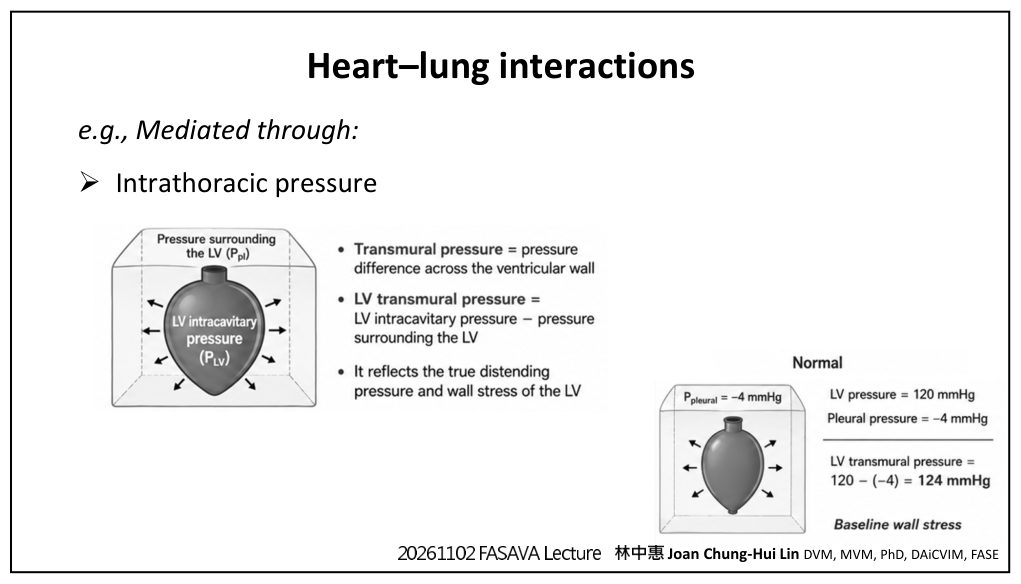 Heart–lung interactions
e.g., Mediated through:
➢ Intrathoracic pressure
Pressure surrounding
the LV (Ppl)
LV intracavitary
pressure
(PLV)
• Transmural pressure = pressure
difference across the ventricular wall
• LV transmural pressure =
LV intracavitary pressure − pressure
surrounding the LV
• It reflects the true distending
pressure and wall stress of the LV
Normal
Ppleural = −4 mmHg
LV pressure = 120 mmHg
Pleural pressure = −4 mmHg
LV transmural pressure =
120 − (−4) = 124 mmHg
Baseline wall stress
20261102 FASAVA Lecture 林中惠 Joan Chung-Hui Lin DVM, MVM, PhD, DAiCVIM, FASE